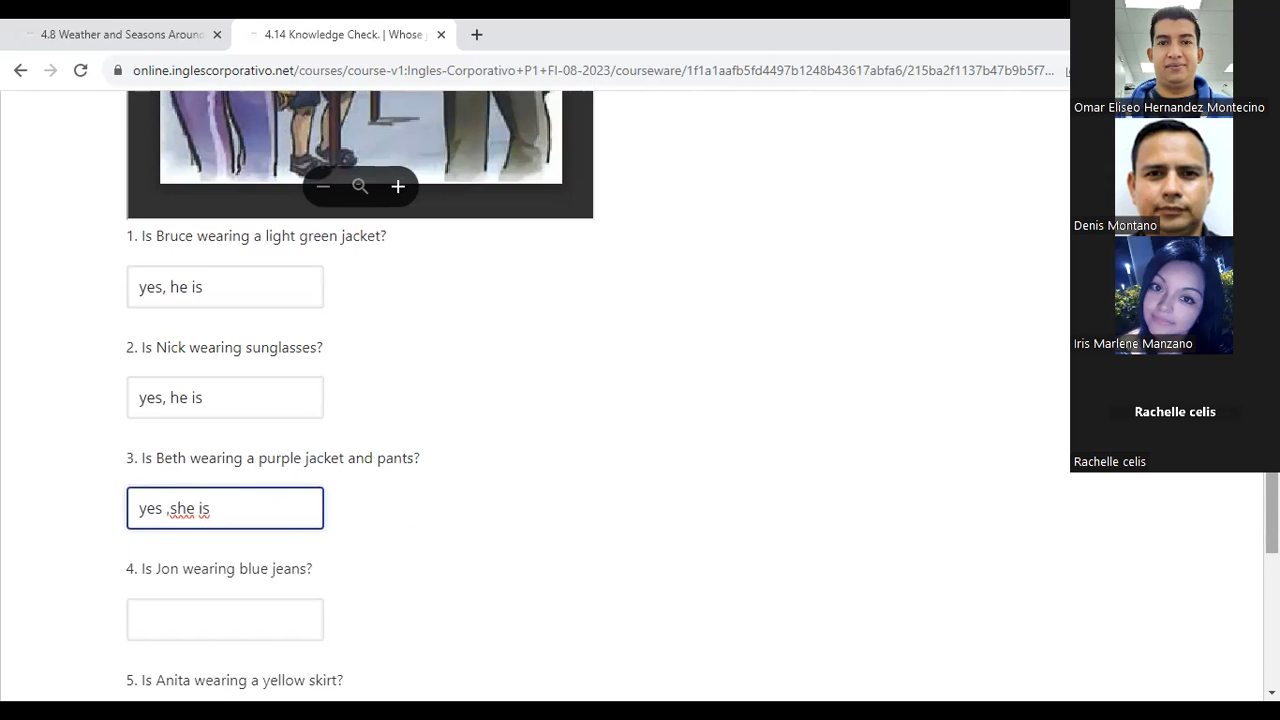 4.8 Weather and Seasons Aroun
4.14 Knowledge Check. | Whose
online.inglescorporativo.net/courses/course-v1:Ingles-Corporativo+P1+FI-08-2023/courseware/1f1a1aafb5fd4497b1248b43617abfa6/215ba2f1137b47b9b5f7...
1. Is Bruce wearing a light green jacket?
yes, he is
2. Is Nick wearing sunglasses?
yes, he is
3. Is Beth wearing a purple jacket and pants?
yes ,she is
4. Is Jon wearing blue jeans?
5. Is Anita wearing a yellow skirt?
Omar Eliseo Hernandez Montecino
Denis Montano
Iris Marlene Manzano
Rachelle celis
Rachelle celis